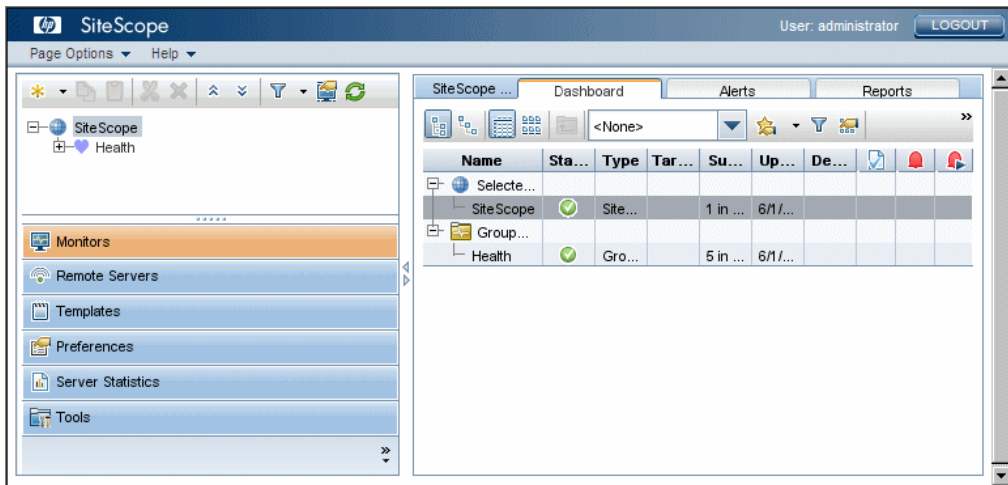 hp SiteScope User: administrator LOGOUT
Page Options Help
SiteScope
Health
Monitors
Remote Servers
Templates
Preferences
Server Statistics
Tools
SiteScope ... Dashboard Alerts Reports
<None>
Name Sta... Type Tar... Su... Up... De...
Selecte...
SiteScope Site... 1 in ... 6/1/...
Group...
Health Gro... 5 in ... 6/1/...